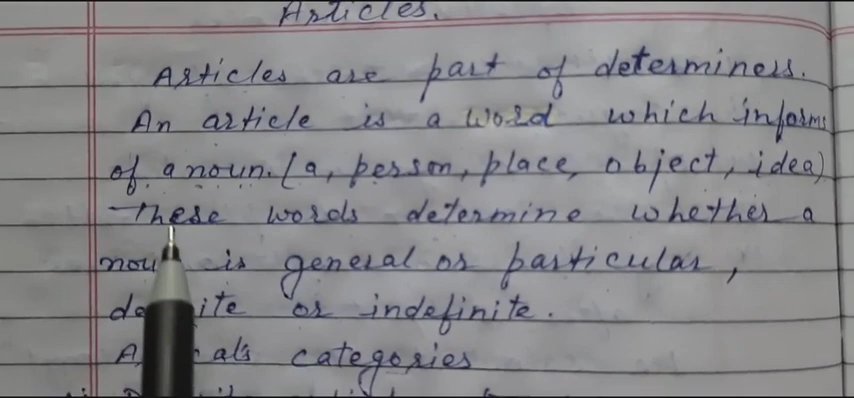 Articles.
Articles are part of determiners.
An article is a word which informs
of a noun. (a, person, place, object, idea)
These words determine whether a
is general or particular,
or indefinite.
categories